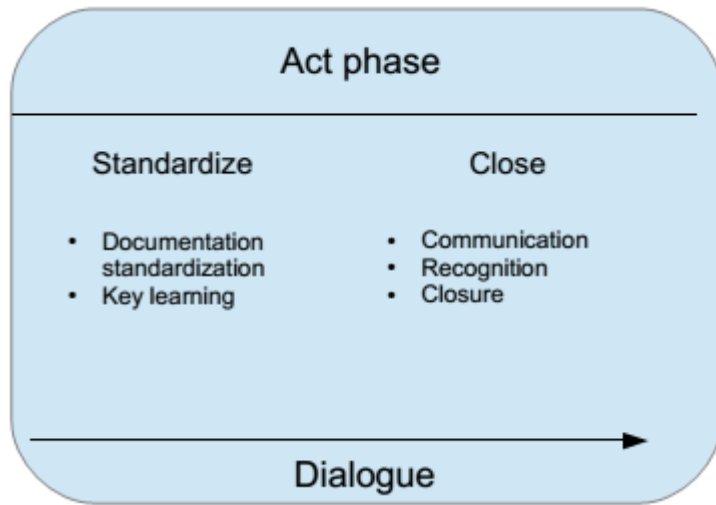 Act phase
Standardize
• Documentation
standardization
• Key learning
Close
• Communication
• Recognition
• Closure
Dialogue